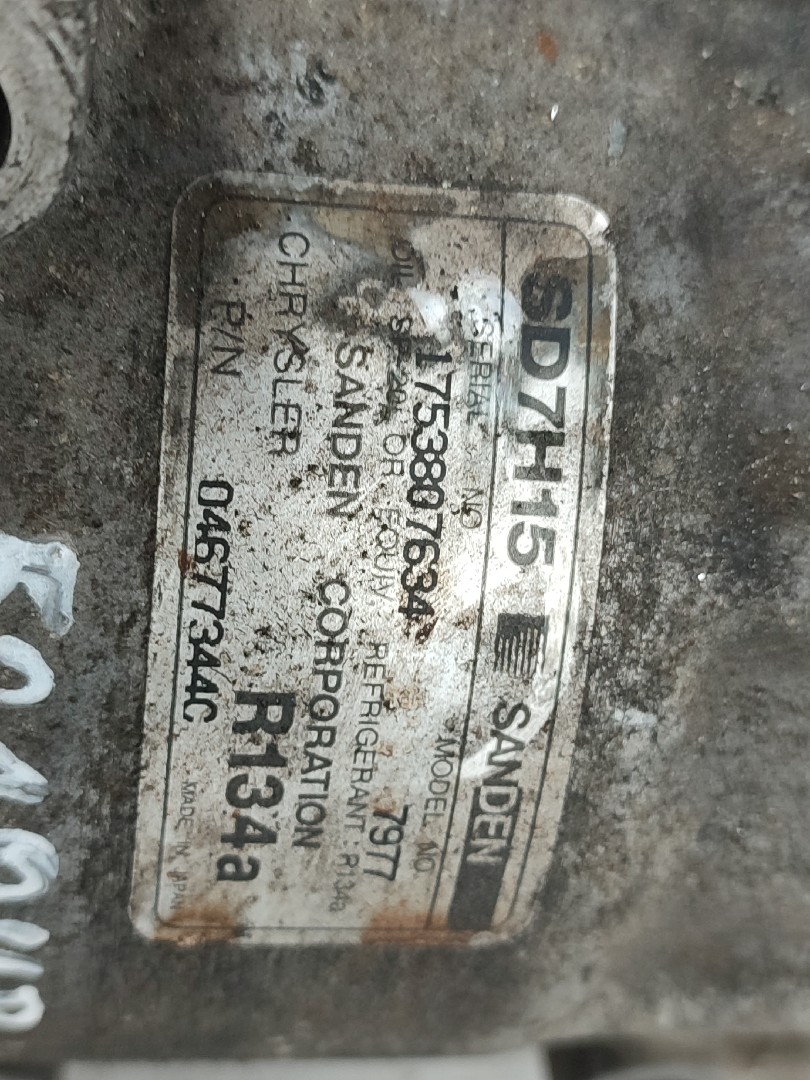 SD7H15 SANDEN
SERIAL NO MODEL NO
1753807634 7977
OIL SP-20, OR EQUIV REFRIGERANT: R134a
SANDEN CORPORATION
CHRYSLER R134a
P/N 04677344C MADE IN JAPAN